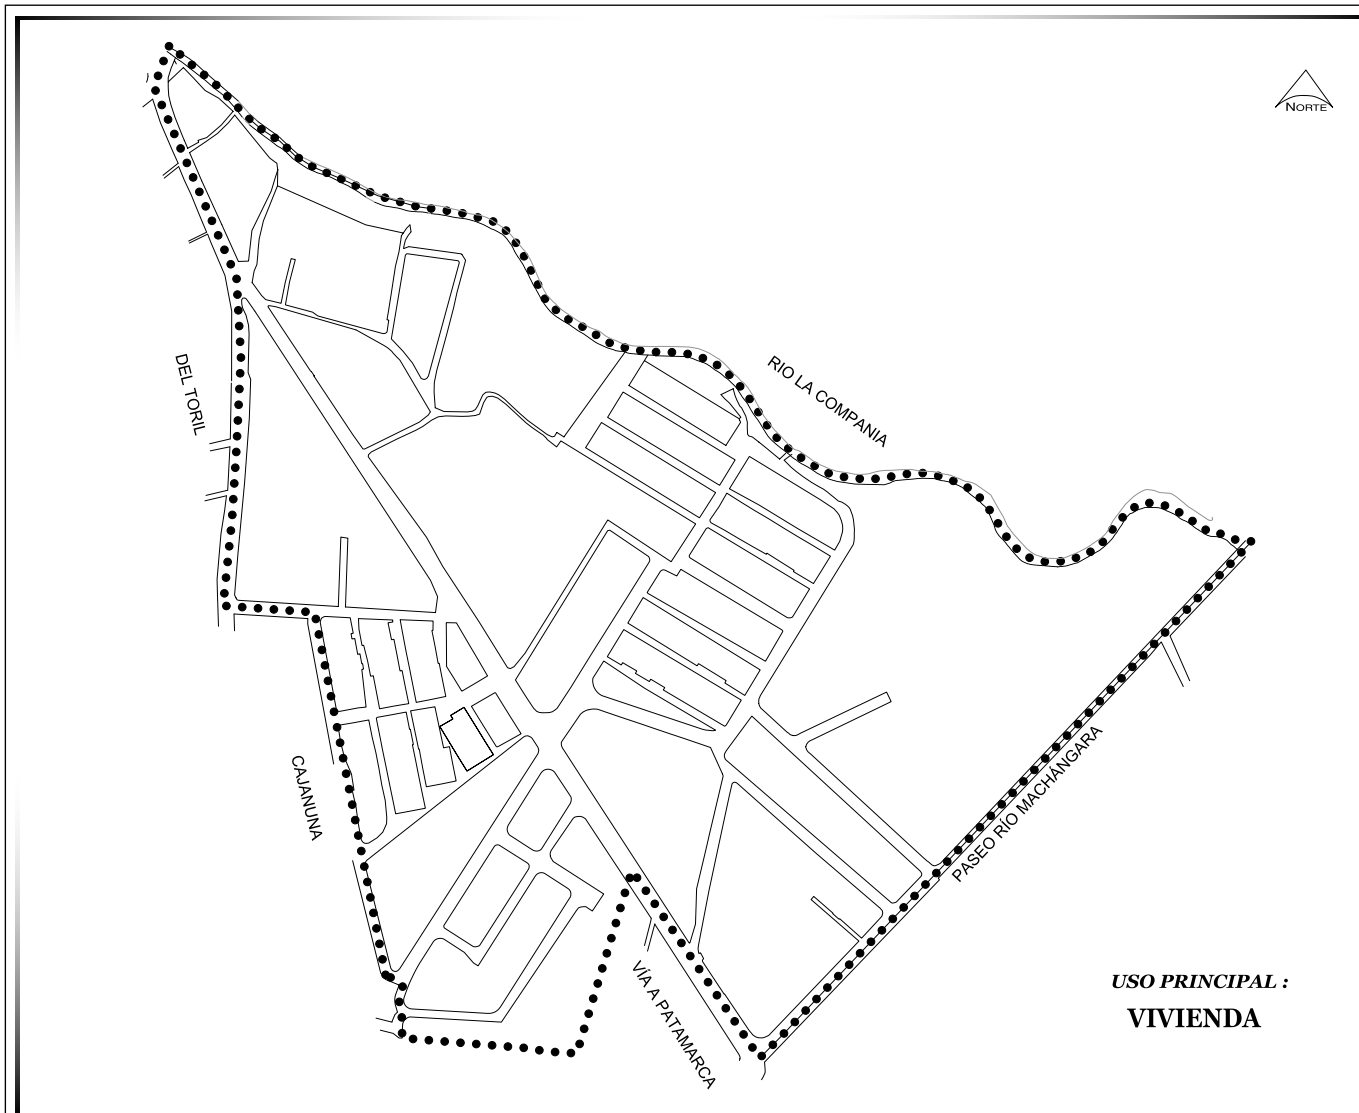 NORTE
DEL TORIL
RIO LA COMPANIA
CAJANUNA
PASEO RÍO MACHÁNGARA
VÍA A PATAMARCA
USO PRINCIPAL :
VIVIENDA